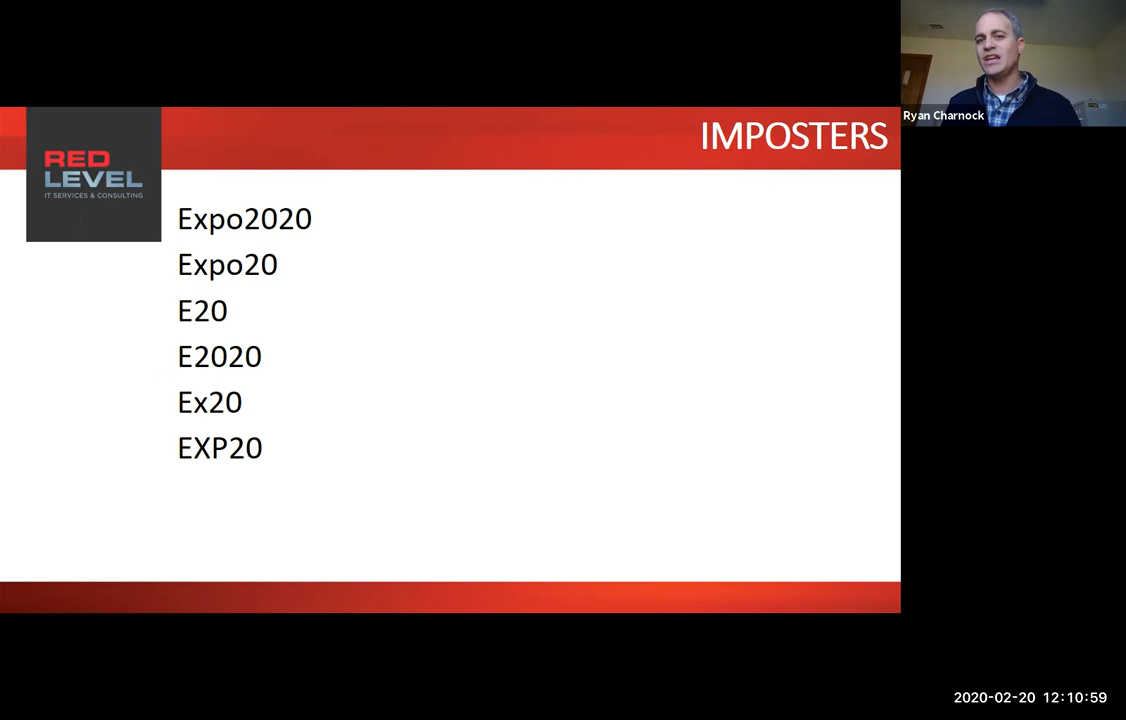 IMPOSTERS
Ryan Charnock
RED
LEVEL
IT SERVICES & CONSULTING
Expo2020
Expo20
E20
E2020
Ex20
EXP20
2020-02-20 12:10:59